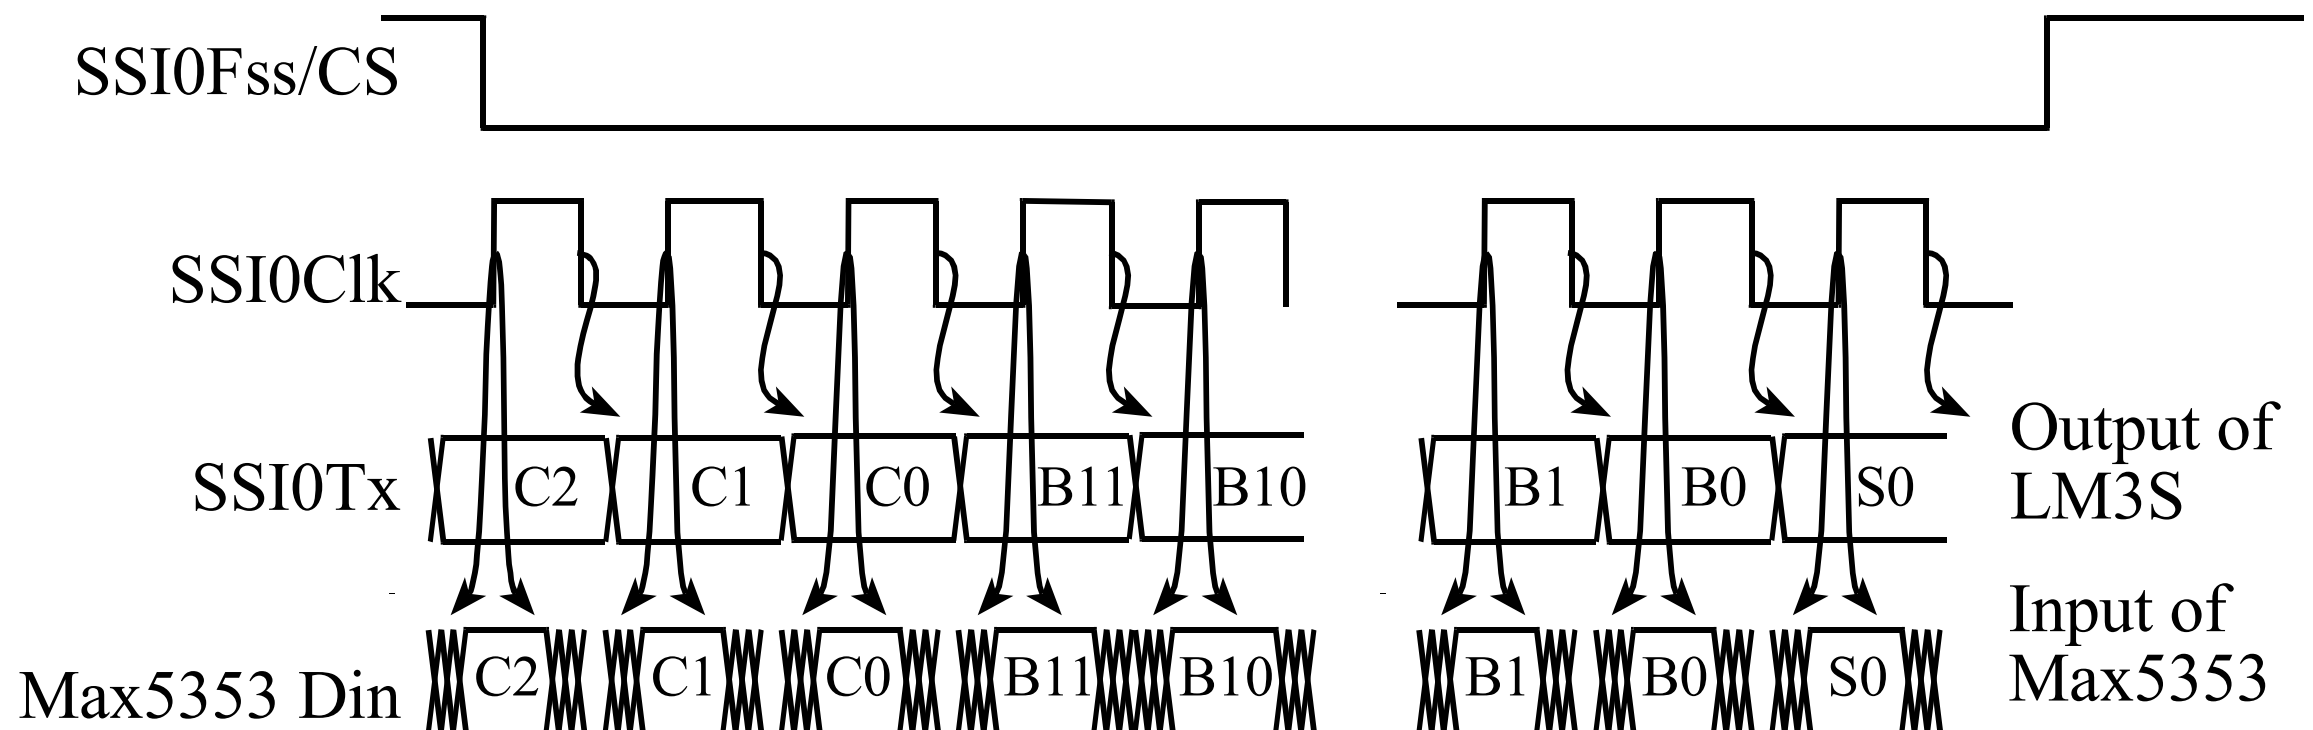 SSI0Fss/CS
SSI0Clk
SSI0Tx C2 C1 C0 B11 B10 B1 B0 S0 Output of
LM3S
Max5353 Din C2 C1 C0 B11 B10 B1 B0 S0 Input of
Max5353